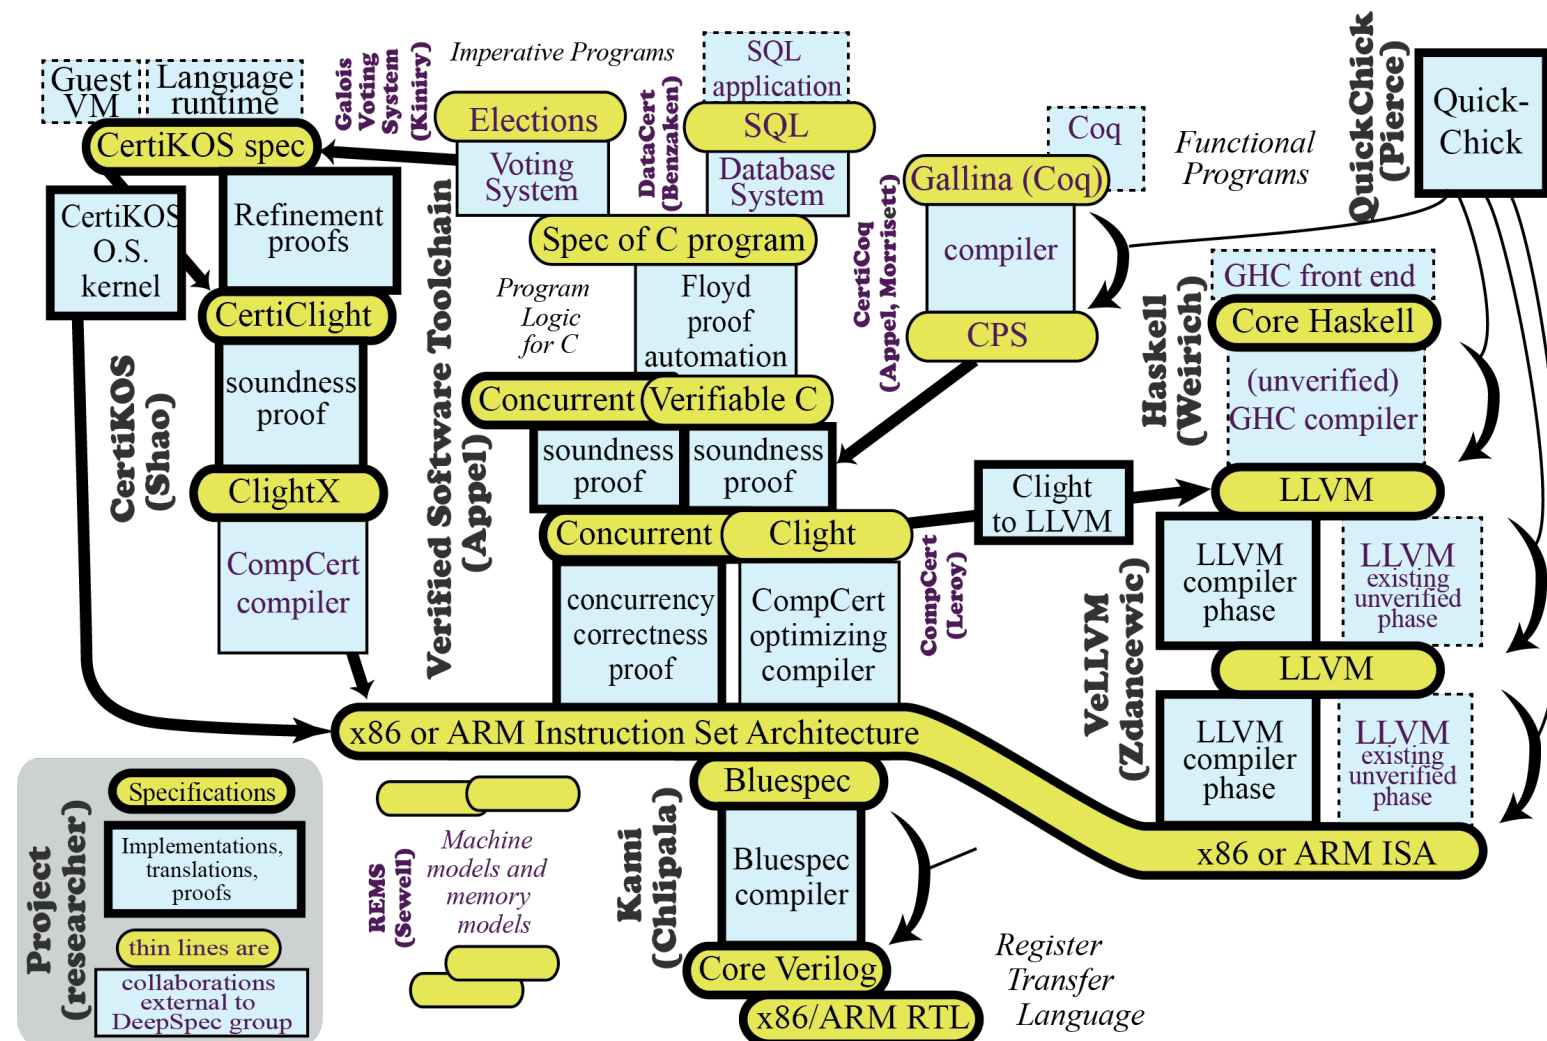 Guest
VM
Language
runtime
CertiKOS spec
CertiKOS
O.S.
kernel
Refinement
proofs
CertiClight
soundness
proof
ClightX
CompCert
compiler
CertiKOS
(Shao)
Galois
Voting
System
(Kiniry)
Imperative Programs
Elections
Voting
System
DataCert
(Benzaken)
SQL
application
SQL
Database
System
Spec of C program
Program
Logic
for C
Floyd
proof
automation
Concurrent
Verifiable C
soundness
proof
soundness
proof
Concurrent
Clight
concurrency
correctness
proof
CompCert
optimizing
compiler
Verified Software Toolchain
(Appel)
CompCert
(Leroy)
Coq
Gallina (Coq)
compiler
CPS
CertiCoq
(Appel, Morrisett)
Functional
Programs
QuickChick
(Pierce)
Quick-
Chick
GHC front end
Core Haskell
(unverified)
GHC compiler
Haskell
(Weirich)
Clight
to LLVM
LLVM
LLVM
compiler
phase
LLVM
existing
unverified
phase
LLVM
LLVM
compiler
phase
LLVM
existing
unverified
phase
VeLLVM
(Zdancewic)
x86 or ARM Instruction Set Architecture
x86 or ARM ISA
Bluespec
Bluespec
compiler
Core Verilog
x86/ARM RTL
Kami
(Chlipala)
Register
Transfer
Language
REMS
(Sewell)
Machine
models and
memory
models
Project
(researcher)
Specifications
Implementations,
translations,
proofs
thin lines are
collaborations
external to
DeepSpec group